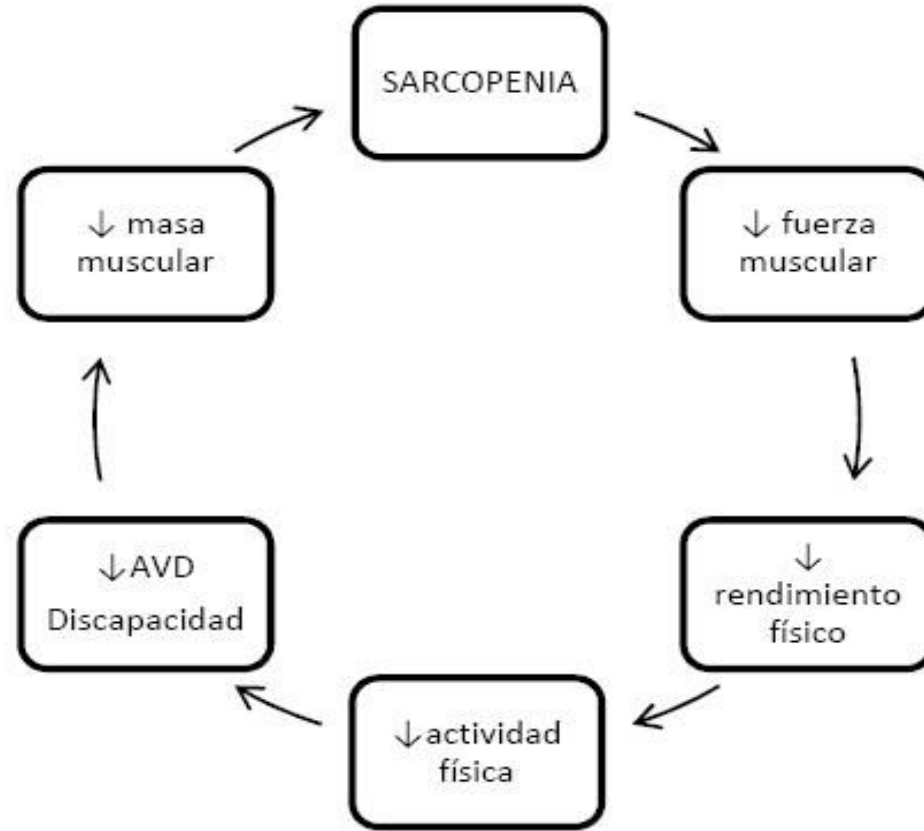 SARCOPENIA
↓ fuerza
muscular
↓
rendimiento
físico
↓actividad
física
↓AVD
Discapacidad
↓ masa
muscular